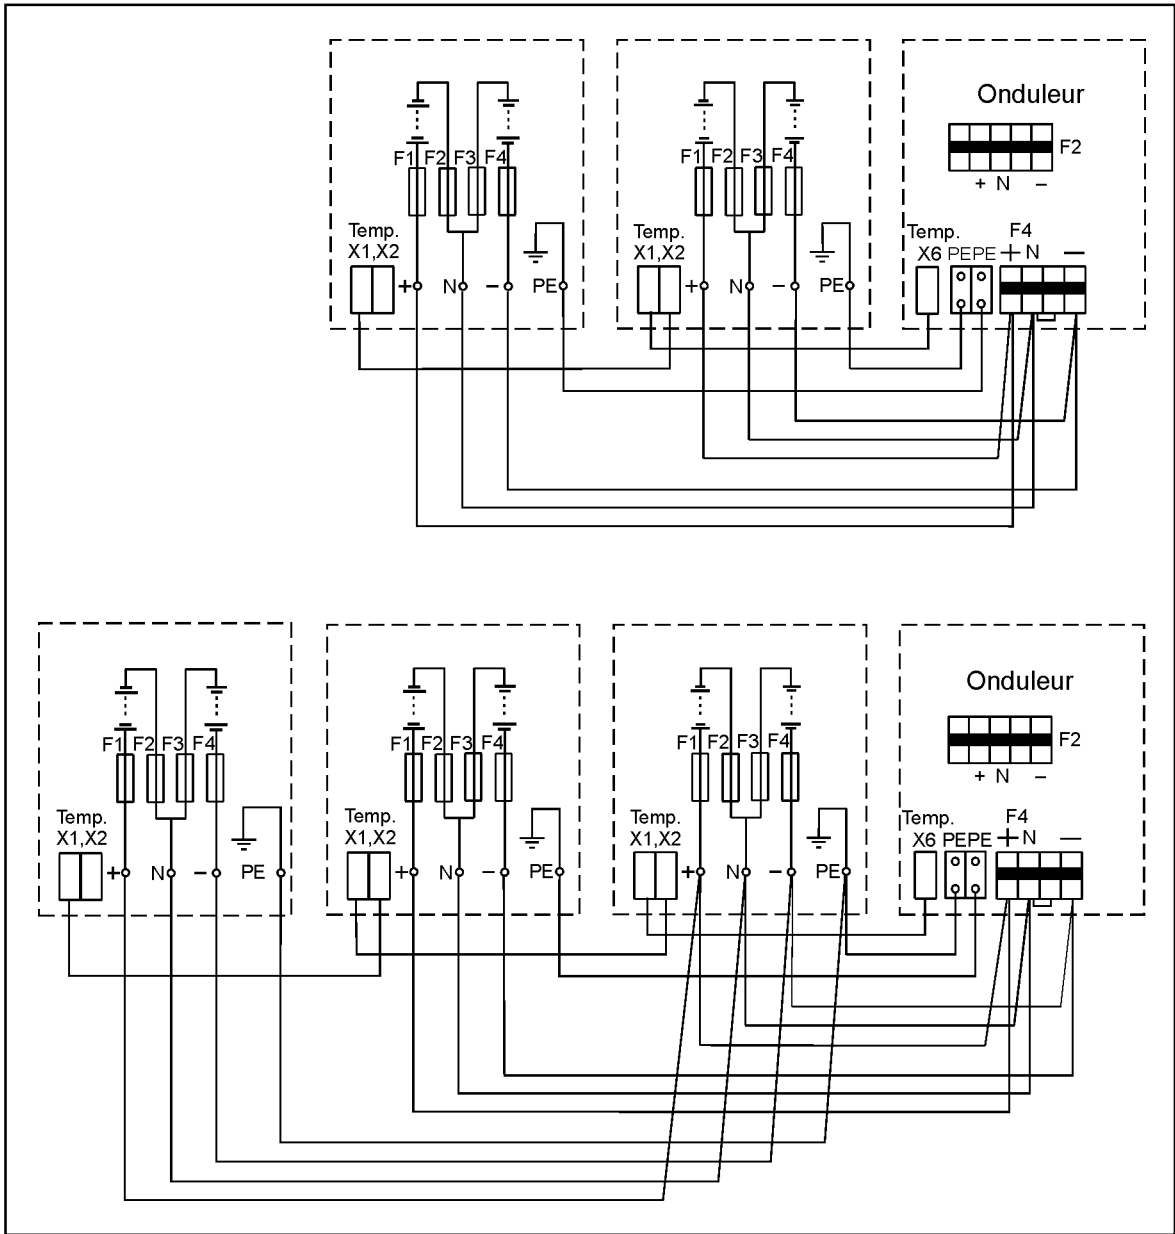 Onduleur
F2
+ N −
F1 F2 F3 F4
F1 F2 F3 F4
Temp.
X1,X2
+ N − PE
Temp.
X1,X2
+ N − PE
Temp. F4
X6 PEPE + N −
Onduleur
F2
+ N −
F1 F2 F3 F4
F1 F2 F3 F4
F1 F2 F3 F4
Temp.
X1,X2
+ N − PE
Temp.
X1,X2
+ N − PE
Temp.
X1,X2
+ N − PE
Temp. F4
X6 PEPE + N −